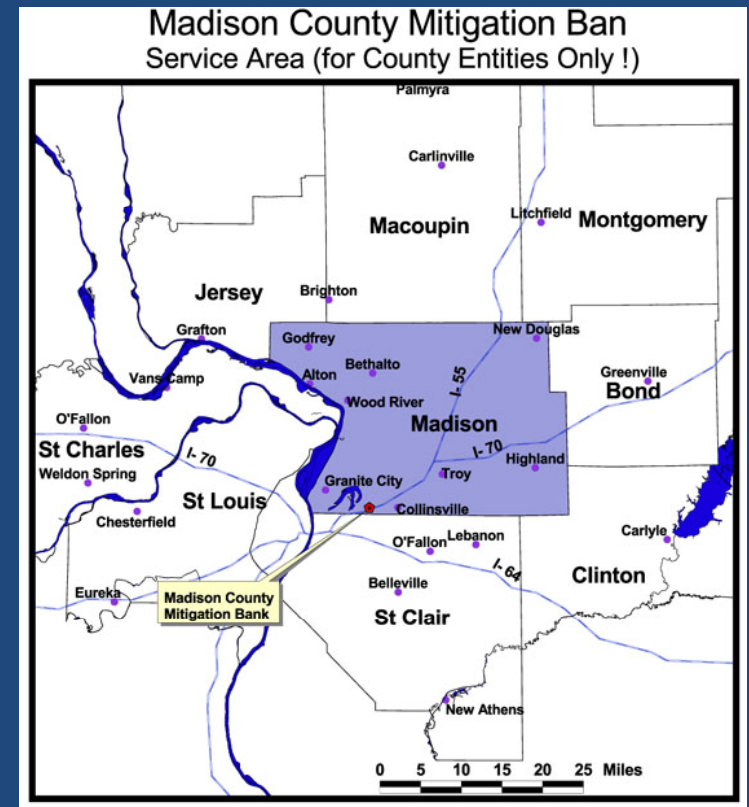 Madison County Mitigation Ban
Service Area (for County Entities Only !)
Palmyra
Carlinville
Litchfield
Montgomery
Macoupin
Jersey
Brighton
Grafton
Godfrey
New Douglas
Bethalto
Alton
Vans Camp
Wood River
I- 55
Greenville
Bond
O'Fallon
Madison
St Charles
I- 70
I- 70
Weldon Spring
Highland
Troy
Granite City
St Louis
Chesterfield
Collinsville
O'Fallon
Lebanon
Carlyle
I- 64
Clinton
Eureka
Madison County
Mitigation Bank
Belleville
St Clair
New Athens
0 5 10 15 20 25 Miles